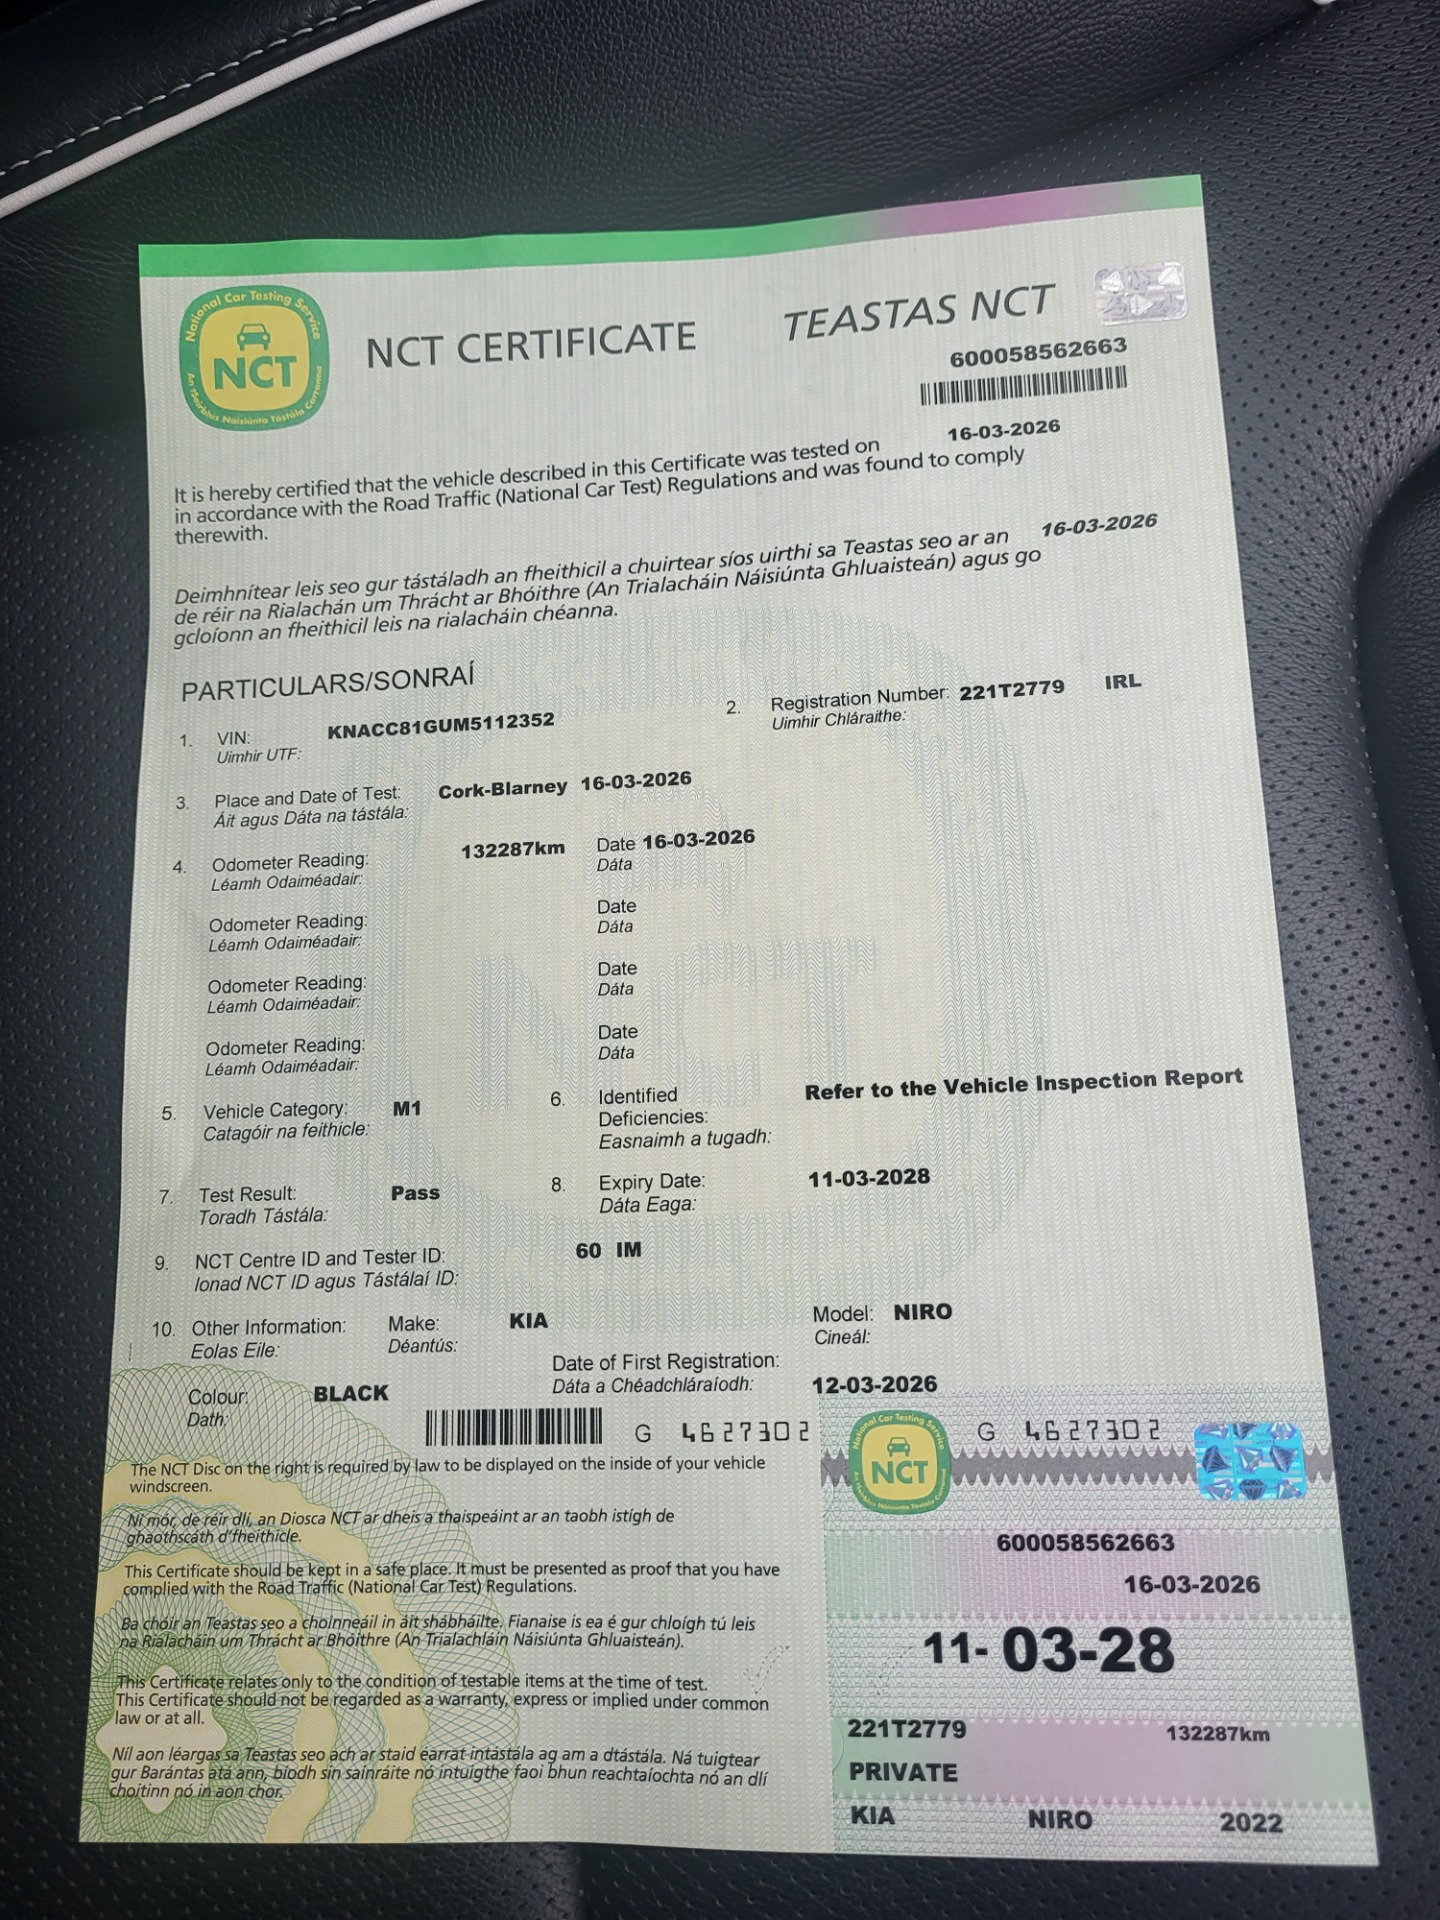 National Car Testing Service
NCT
An tSeirbhís Náisiúnta Tástála Carranna
NCT CERTIFICATE
TEASTAS NCT
600058562663
It is hereby certified that the vehicle described in this Certificate was tested on 16-03-2026
in accordance with the Road Traffic (National Car Test) Regulations and was found to comply
therewith.
Deimhnítear leis seo gur tástáladh an fheithicil a chuirtear síos uirthi sa Teastas seo ar an 16-03-2026
de réir na Rialachán um Thrácht ar Bhóithre (An Trialacháin Náisiúnta Ghluaisteán) agus go
gcloíonn an fheithicil leis na rialacháin chéanna.
PARTICULARS/SONRAÍ
1. VIN: KNACC81GUM5112352
Uimhir UTF:
2. Registration Number: 221T2779 IRL
Uimhir Chláraithe:
3. Place and Date of Test: Cork-Blarney 16-03-2026
Áit agus Dáta na tástála:
4. Odometer Reading: 132287km Date 16-03-2026
Léamh Odaiméadair: Dáta
Odometer Reading: Date
Léamh Odaiméadair: Dáta
Odometer Reading: Date
Léamh Odaiméadair: Dáta
Odometer Reading: Date
Léamh Odaiméadair: Dáta
5. Vehicle Category: M1
Catagóir na feithicle:
6. Identified Refer to the Vehicle Inspection Report
Deficiencies:
Easnaimh a tugadh:
7. Test Result: Pass
Toradh Tástála:
8. Expiry Date: 11-03-2028
Dáta Eaga:
9. NCT Centre ID and Tester ID: 60 IM
Ionad NCT ID agus Tástálaí ID:
10. Other Information: Make: KIA Model: NIRO
Eolas Eile: Déantús: Cineál:
Colour: BLACK Date of First Registration:
Dath: Dáta a Chéadchláraíodh: 12-03-2026
G 4627302
The NCT Disc on the right is required by law to be displayed on the inside of your vehicle
windscreen.
Ní mór, de réir dlí, an Diosca NCT ar dheis a thaispeáint ar an taobh istígh de
ghaothscáth d'fheithicle.
This Certificate should be kept in a safe place. It must be presented as proof that you have
complied with the Road Traffic (National Car Test) Regulations.
Ba chóir an Teastas seo a choinneáil in áit shábháilte. Fianaise is ea é gur chloígh tú leis
na Rialacháin um Thrácht ar Bhóithre (An Trialachláin Náisiúnta Ghluaisteán).
This Certificate relates only to the condition of testable items at the time of test.
This Certificate should not be regarded as a warranty, express or implied under common
law or at all.
Níl aon léargas sa Teastas seo ach ar staid earrat intástála ag am a dtástála. Ná tuigtear
gur Barántas atá ann, bíodh sin sainráite nó intuigthe faoi bhun reachtaíochta nó an dlí
choitinn nó in aon chor.
National Car Testing Service
NCT
An tSeirbhís Náisiúnta Tástála Carranna
G 4627302
600058562663
16-03-2026
11-03-28
221T2779 132287km
PRIVATE
KIA NIRO 2022